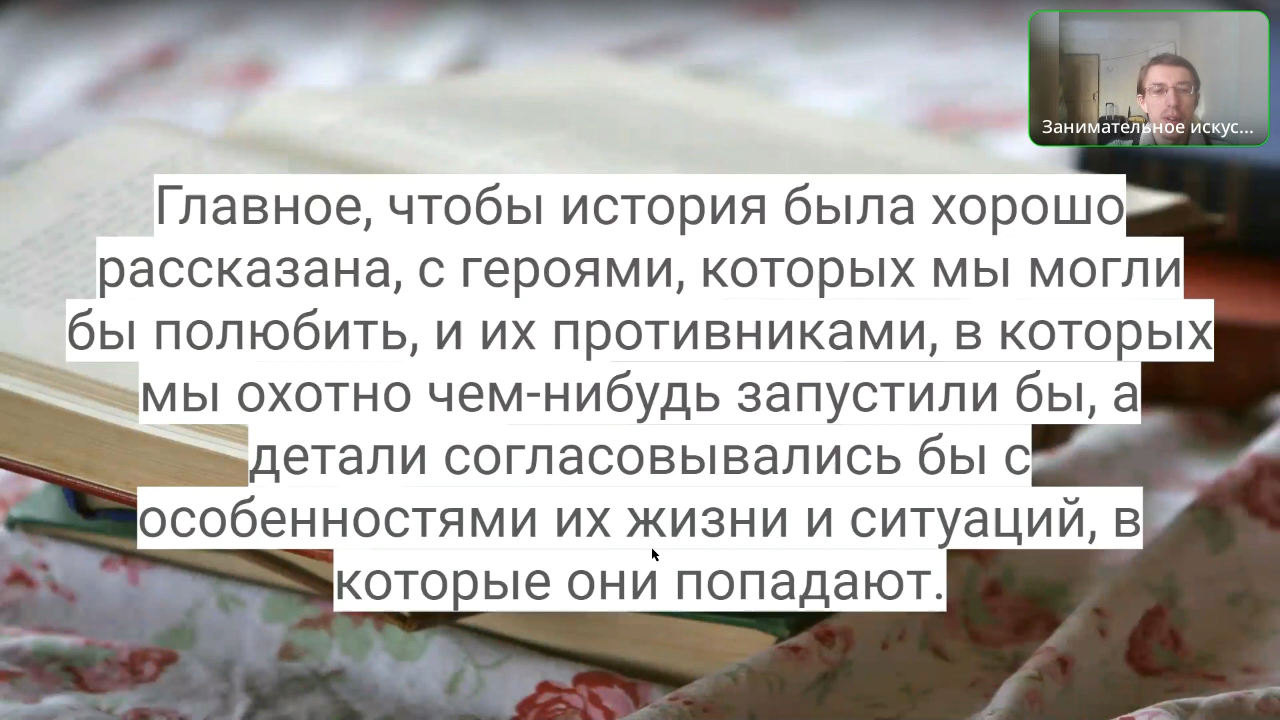 Занимательное искус...
Главное, чтобы история была хорошо
рассказана, с героями, которых мы могли
бы полюбить, и их противниками, в которых
мы охотно чем-нибудь запустили бы, а
детали согласовывались бы с
особенностями их жизни и ситуаций, в
которые они попадают.